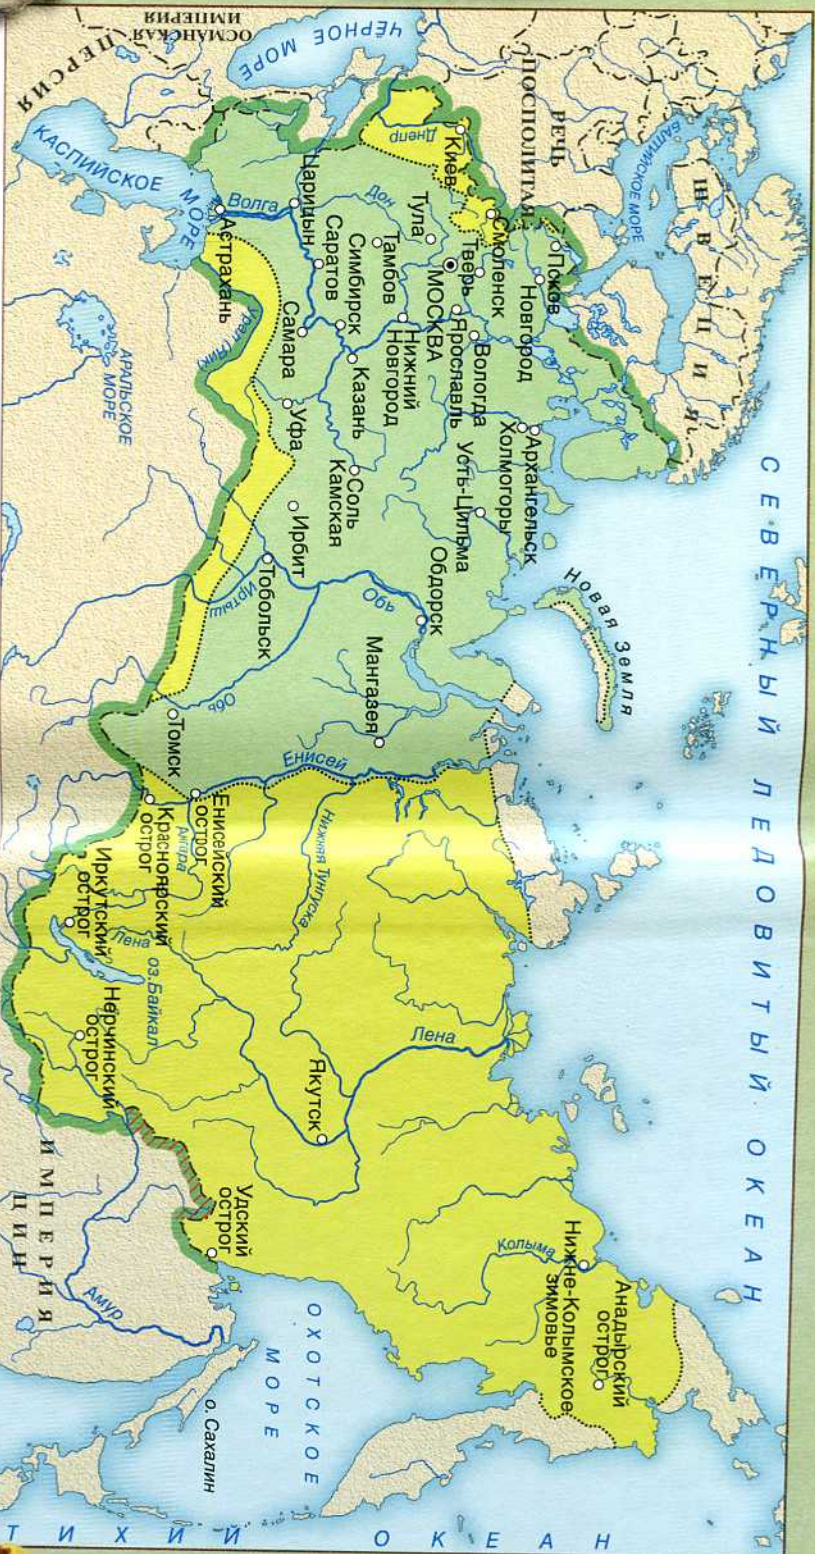 СЕВЕРНЫЙ ЛЕДОВИТЫЙ ОКЕАН
Новая Земля
ШВЕЦИЯ
БАЛТИЙСКОЕ МОРЕ
РЕЧЬ
ПОСПОЛИТАЯ
ЧЁРНОЕ МОРЕ
ОСМАНСКАЯ
ИМПЕРИЯ
ПЕРСИЯ
КАСПИЙСКОЕ МОРЕ
АРАЛЬСКОЕ
МОРЕ
Псков
Новгород
Смоленск
Тверь
МОСКВА
Киев
Днепр
Тула
Дон
Тамбов
Ярославль
Вологда
Нижний
Новгород
Архангельск
Холмогоры
Усть-Цильма
Казань
Симбирск
Саратов
Царицын
Волга
Астрахань
Самара
Урал (Яик)
Уфа
Соль
Камская
Ирбит
Тобольск
Иртыш
Обь
Обдорск
Обь
Мангазея
Томск
Енисей
Енисейский
острог
Ангара
Красноярский
острог
Нижняя Тунгуска
Иркутский
острог
Лена
оз.Байкал
Нерчинский
острог
Лена
Якутск
Удский
острог
Колыма
Нижне-Колымское
зимовье
Анадырский
острог
ИМПЕРИЯ
ЦИН
Амур
ОХОТСКОЕ
МОРЕ
о. Сахалин
ТИХИЙ ОКЕАН